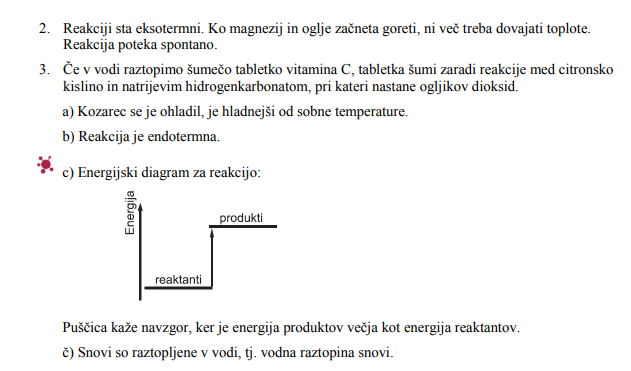 2. Reakciji sta eksotermni. Ko magnezij in oglje začneta goreti, ni več treba dovajati toplote.
Reakcija poteka spontano.
3. Če v vodi raztopimo šumečo tabletko vitamina C, tabletka šumi zaradi reakcije med citronsko
kislino in natrijevim hidrogenkarbonatom, pri kateri nastane ogljikov dioksid.
a) Kozarec se je ohladil, je hladnejši od sobne temperature.
b) Reakcija je endotermna.
c) Energijski diagram za reakcijo:
Energija
produkti
reaktanti
Puščica kaže navzgor, ker je energija produktov večja kot energija reaktantov.
č) Snovi so raztopljene v vodi, tj. vodna raztopina snovi.